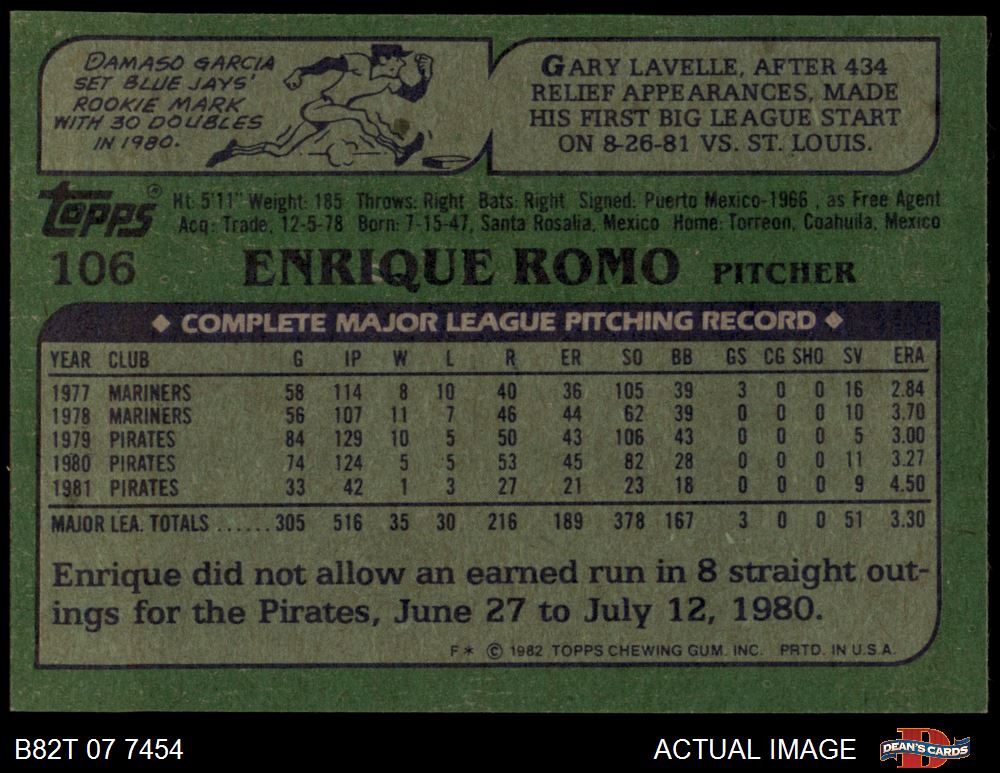 DAMASO GARCIA
SET BLUE JAYS'
ROOKIE MARK
WITH 30 DOUBLES
IN 1980.
GARY LAVELLE, AFTER 434
RELIEF APPEARANCES, MADE
HIS FIRST BIG LEAGUE START
ON 8-26-81 VS. ST. LOUIS.
Topps®
Ht: 5'11" Weight: 185 Throws: Right Bats: Right Signed: Puerto Mexico-1966, as Free Agent
Acq: Trade, 12-5-78 Born: 7-15-47, Santa Rosalia, Mexico Home: Torreon, Coahuila, Mexico
106 ENRIQUE ROMO PITCHER
◆ COMPLETE MAJOR LEAGUE PITCHING RECORD ◆
YEAR CLUB G IP W L R ER SO BB GS CG SHO SV ERA
1977 MARINERS 58 114 8 10 40 36 105 39 3 0 0 16 2.84
1978 MARINERS 56 107 11 7 46 44 62 39 0 0 0 10 3.70
1979 PIRATES 84 129 10 5 50 43 106 43 0 0 0 5 3.00
1980 PIRATES 74 124 5 5 53 45 82 28 0 0 0 11 3.27
1981 PIRATES 33 42 1 3 27 21 23 18 0 0 0 9 4.50
MAJOR LEA. TOTALS ...... 305 516 35 30 216 189 378 167 3 0 0 51 3.30
Enrique did not allow an earned run in 8 straight out-
ings for the Pirates, June 27 to July 12, 1980.
F* © 1982 TOPPS CHEWING GUM, INC. PRTD. IN U.S.A.
B82T 07 7454
ACTUAL IMAGE
D
DEAN'S CARDS